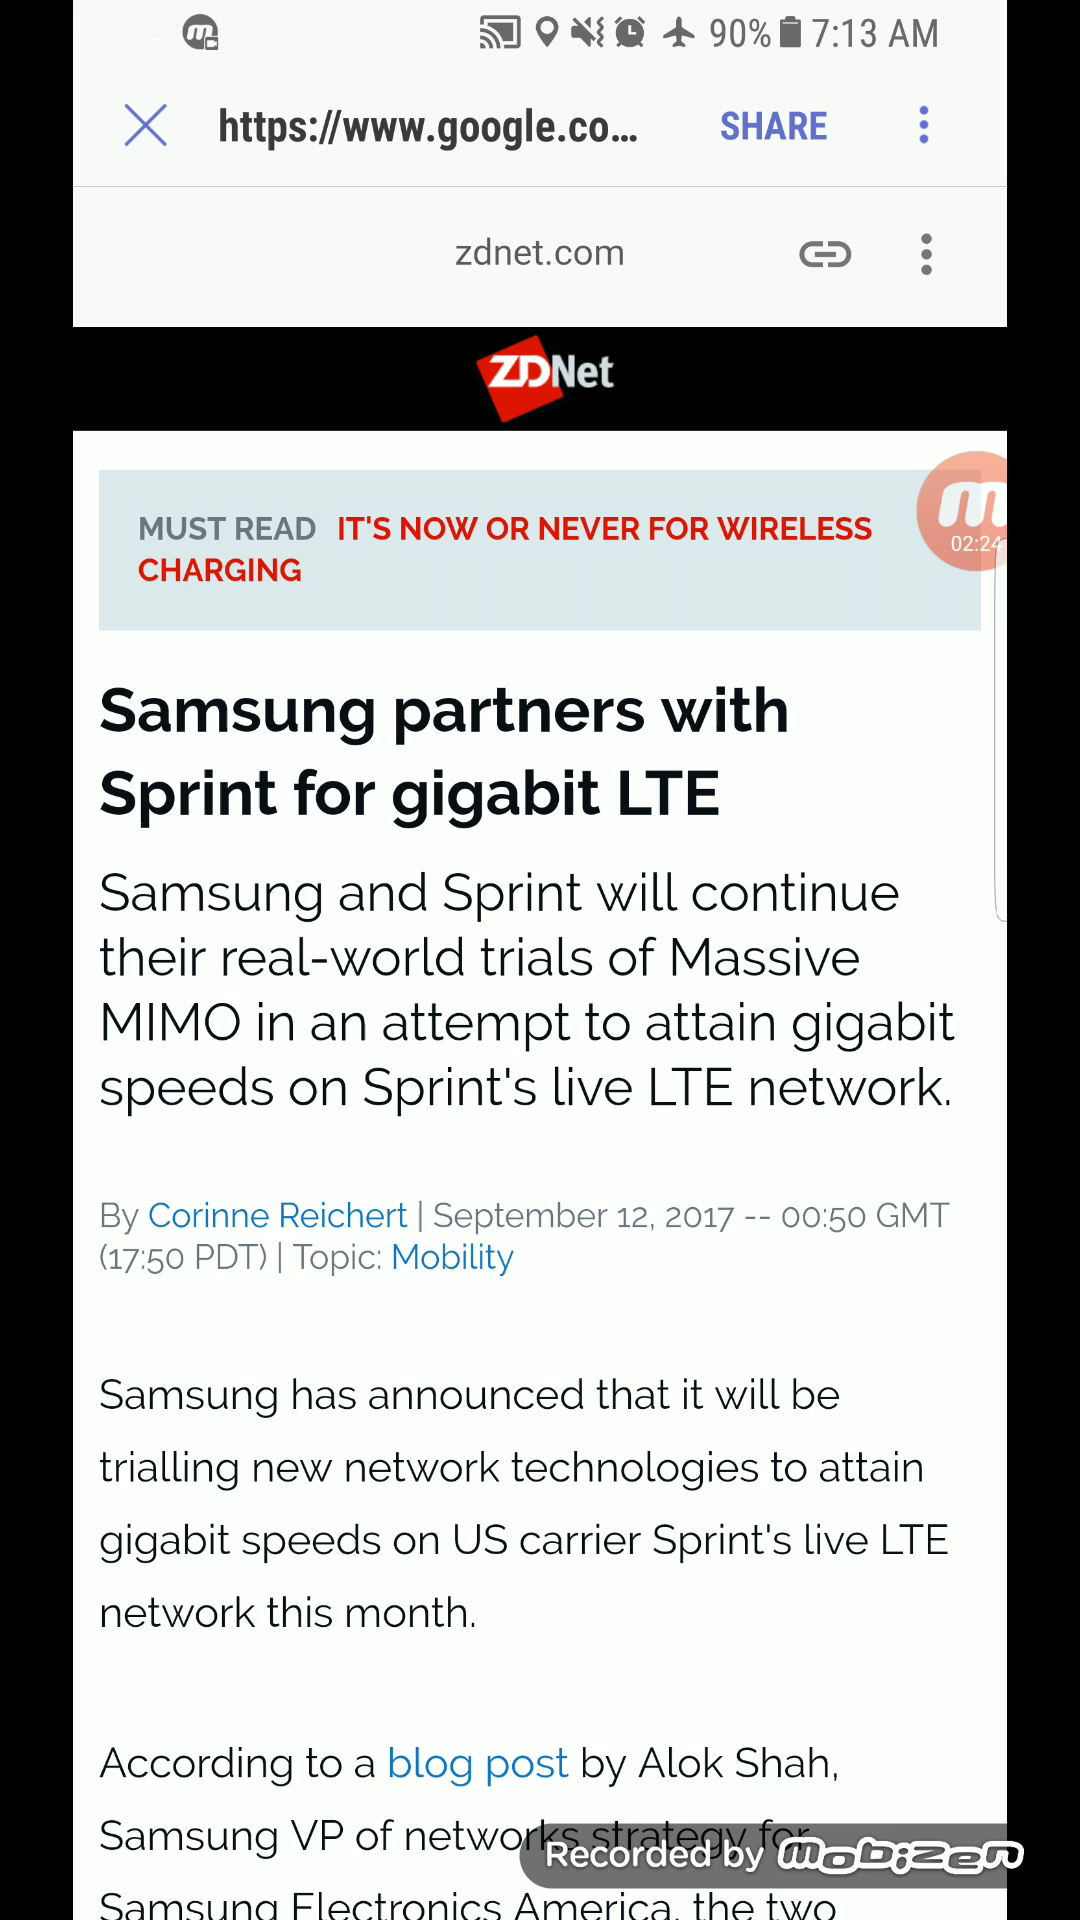 90% 7:13 AM
https://www.google.co... SHARE
zdnet.com
ZDNet
MUST READ IT'S NOW OR NEVER FOR WIRELESS
CHARGING
m
02:24
Samsung partners with
Sprint for gigabit LTE
Samsung and Sprint will continue
their real-world trials of Massive
MIMO in an attempt to attain gigabit
speeds on Sprint's live LTE network.
By Corinne Reichert | September 12, 2017 -- 00:50 GMT
(17:50 PDT) | Topic: Mobility
Samsung has announced that it will be
trialling new network technologies to attain
gigabit speeds on US carrier Sprint's live LTE
network this month.
According to a blog post by Alok Shah,
Samsung VP of networks strategy for
Recorded by mobizen
Samsung Electronics America, the two